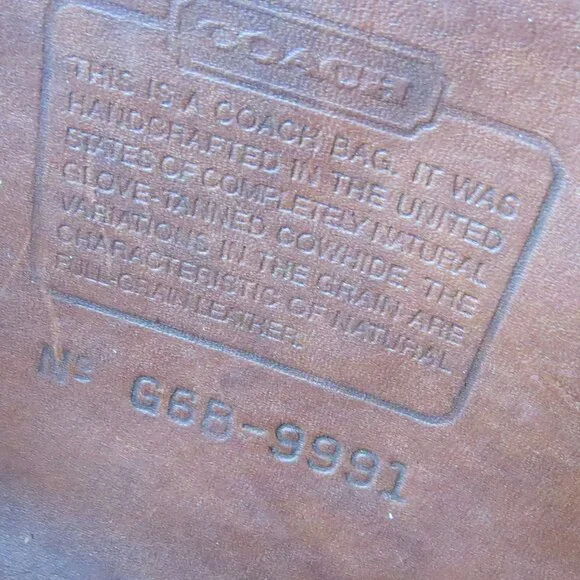 COACH
THIS IS A COACH BAG. IT WAS
HANDCRAFTED IN THE UNITED
STATES OF COMPLETELY NATURAL
GLOVE-TANNED COWHIDE. THE
VARIATIONS IN THE GRAIN ARE
CHARACTERISTIC OF NATURAL
FULL-GRAIN LEATHER.
Nº G6B-9991